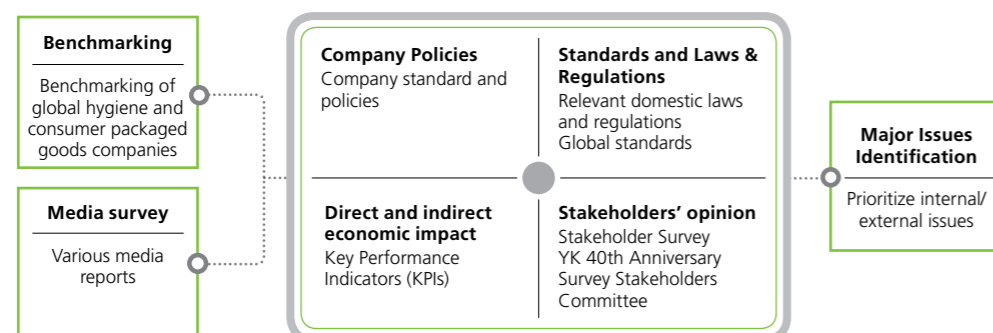 Benchmarking
Benchmarking of
global hygiene and
consumer packaged
goods companies
Media survey
Various media
reports
Company Policies
Company standard and
policies
Standards and Laws &
Regulations
Relevant domestic laws
and regulations
Global standards
Direct and indirect
economic impact
Key Performance
Indicators (KPIs)
Stakeholders’ opinion
Stakeholder Survey
YK 40th Anniversary
Survey Stakeholders
Committee
Major Issues
Identification
Prioritize internal/
external issues